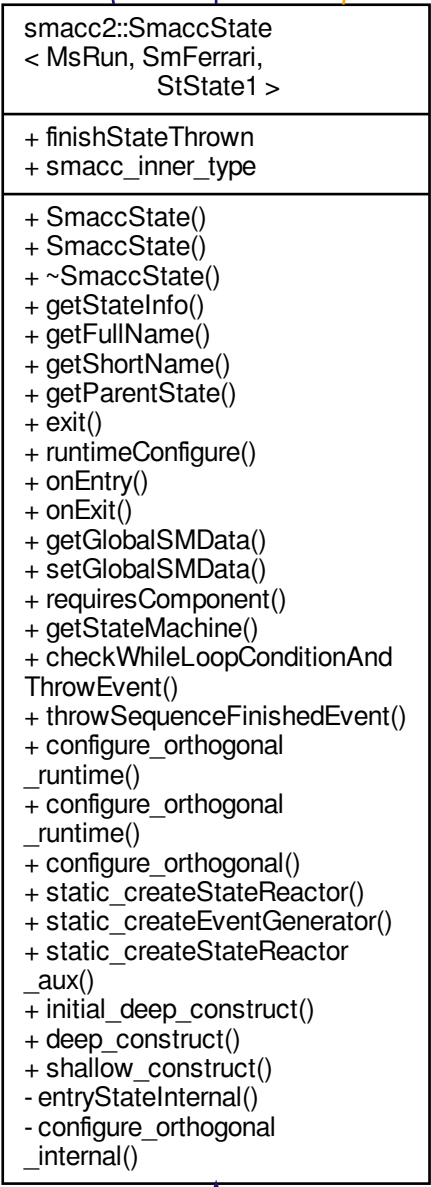 smacc2::SmaccState
< MsRun, SmFerrari,
StState1 >
+ finishStateThrown
+ smacc_inner_type
+ SmaccState()
+ SmaccState()
+ ~SmaccState()
+ getStateInfo()
+ getFullName()
+ getShortName()
+ getParentState()
+ exit()
+ runtimeConfigure()
+ onEntry()
+ onExit()
+ getGlobalSMData()
+ setGlobalSMData()
+ requiresComponent()
+ getStateMachine()
+ checkWhileLoopConditionAnd
ThrowEvent()
+ throwSequenceFinishedEvent()
+ configure_orthogonal
_runtime()
+ configure_orthogonal
_runtime()
+ configure_orthogonal()
+ static_createStateReactor()
+ static_createEventGenerator()
+ static_createStateReactor
_aux()
+ initial_deep_construct()
+ deep_construct()
+ shallow_construct()
- entryStateInternal()
- configure_orthogonal
_internal()